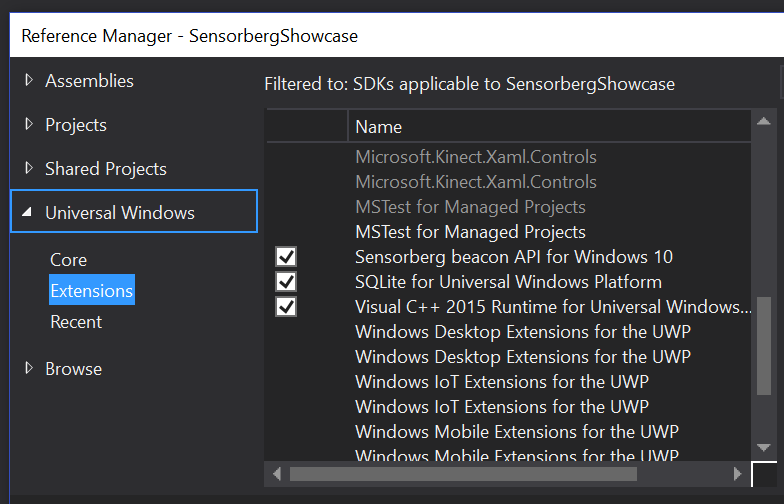 Reference Manager - SensorbergShowcase
Assemblies
Projects
Shared Projects
Universal Windows
Core
Extensions
Recent
Browse
Filtered to: SDKs applicable to SensorbergShowcase
Name
Microsoft.Kinect.Xaml.Controls
Microsoft.Kinect.Xaml.Controls
MSTest for Managed Projects
MSTest for Managed Projects
Sensorberg beacon API for Windows 10
SQLite for Universal Windows Platform
Visual C++ 2015 Runtime for Universal Windows...
Windows Desktop Extensions for the UWP
Windows Desktop Extensions for the UWP
Windows IoT Extensions for the UWP
Windows IoT Extensions for the UWP
Windows Mobile Extensions for the UWP
Windows Mobile Extensions for the UWP